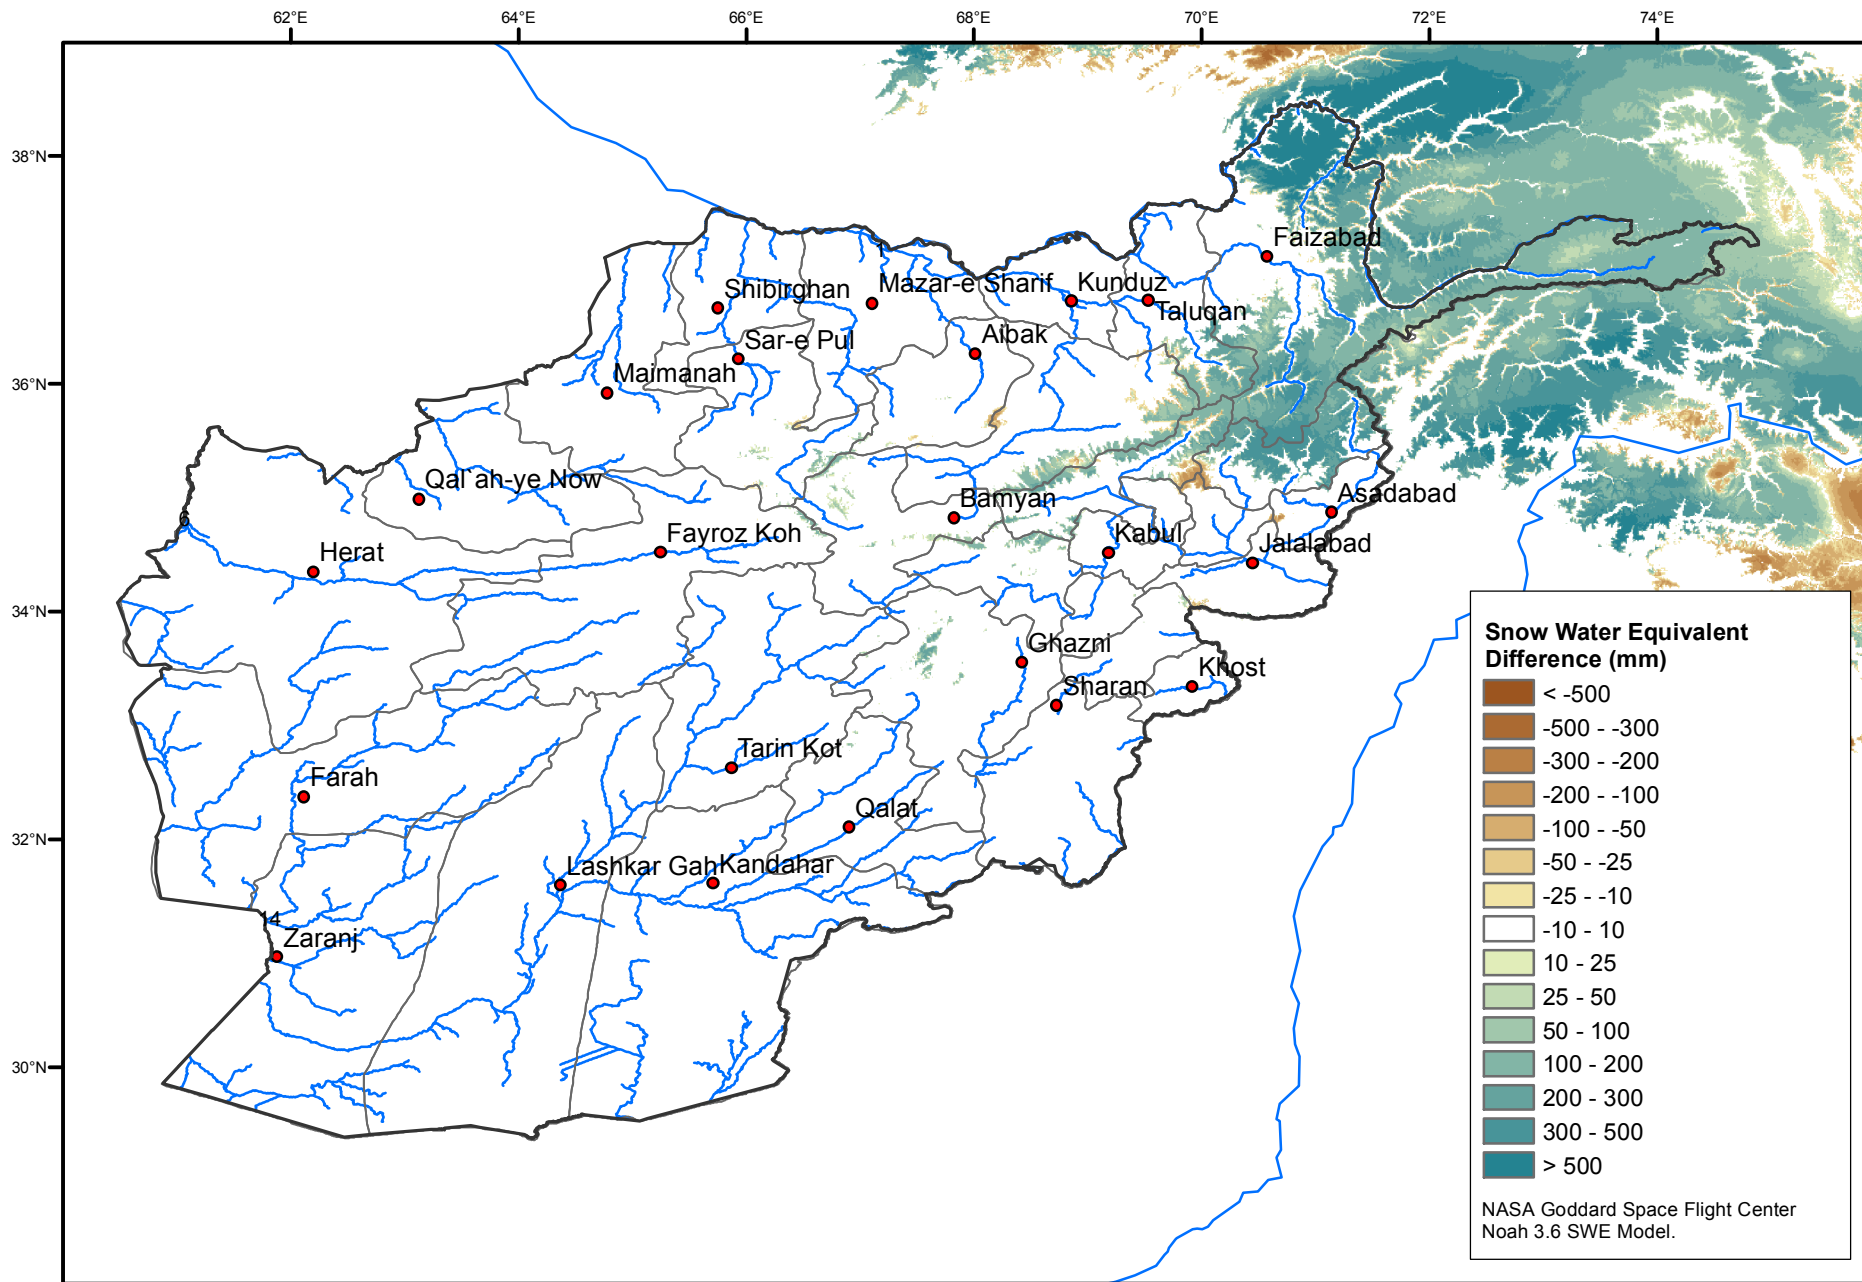 62°E
64°E
66°E
68°E
70°E
72°E
74°E
38°N
36°N
34°N
32°N
30°N
Faizabad
Shibirghan
Mazar-e Sharif
Kunduz
Taluqan
Sar-e Pul
Aibak
Maimanah
Qal ah-ye Now
Bamyan
Asadabad
6
Herat
Fayroz Koh
Kabul
Jalalabad
Ghazni
Khost
Sharan
Tarin Kot
Farah
Qalat
Lashkar Gah
Kandahar
14
Zaranj
Snow Water Equivalent
Difference (mm)
< -500
-500 - -300
-300 - -200
-200 - -100
-100 - -50
-50 - -25
-25 - -10
-10 - 10
10 - 25
25 - 50
50 - 100
100 - 200
200 - 300
300 - 500
> 500
NASA Goddard Space Flight Center
Noah 3.6 SWE Model.